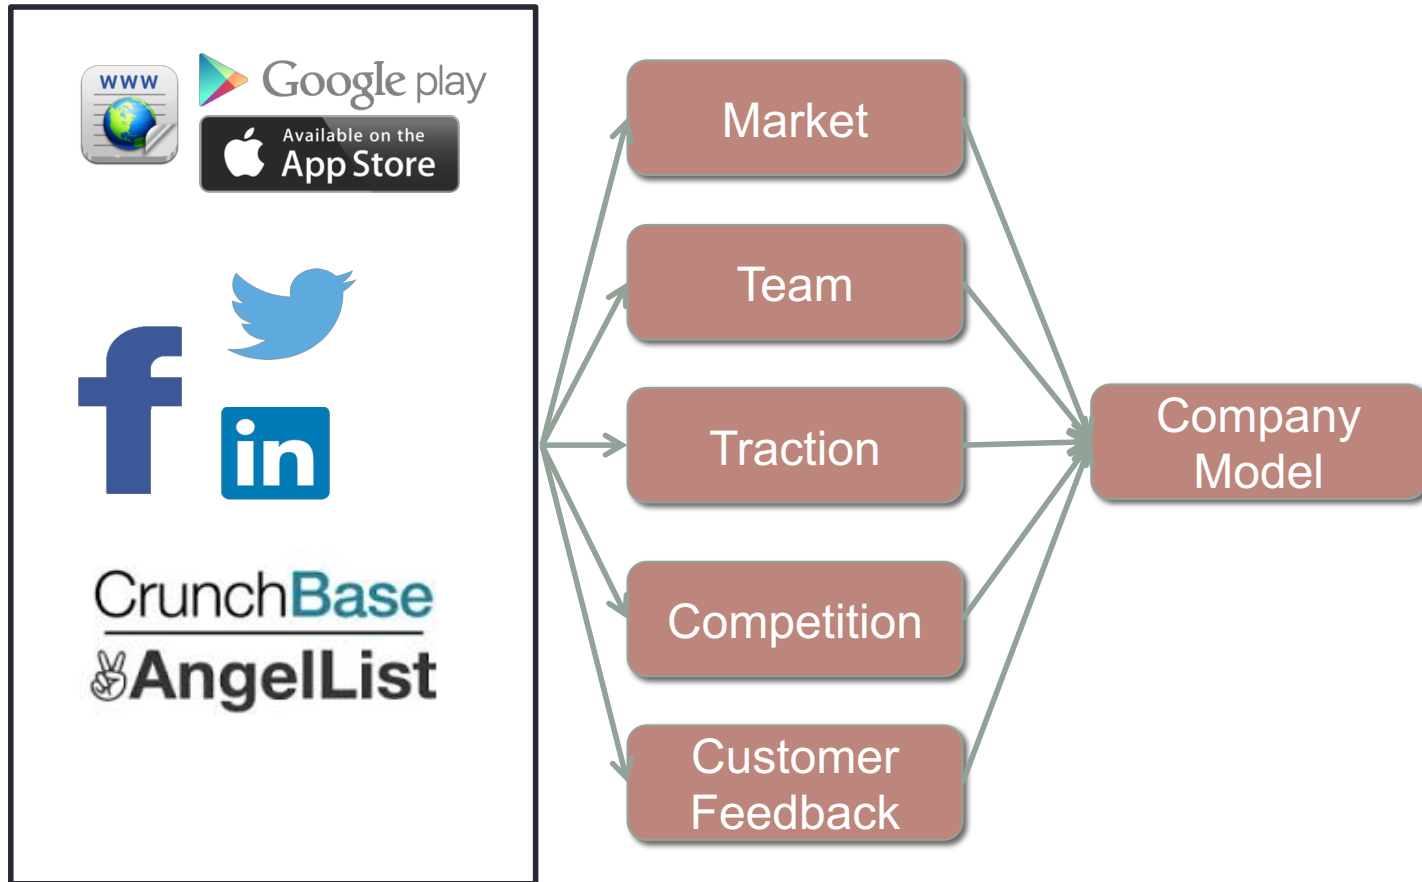 www
Google play
Available on the
App Store
f
in
CrunchBase
AngelList
Market
Team
Traction
Competition
Customer
Feedback
Company
Model